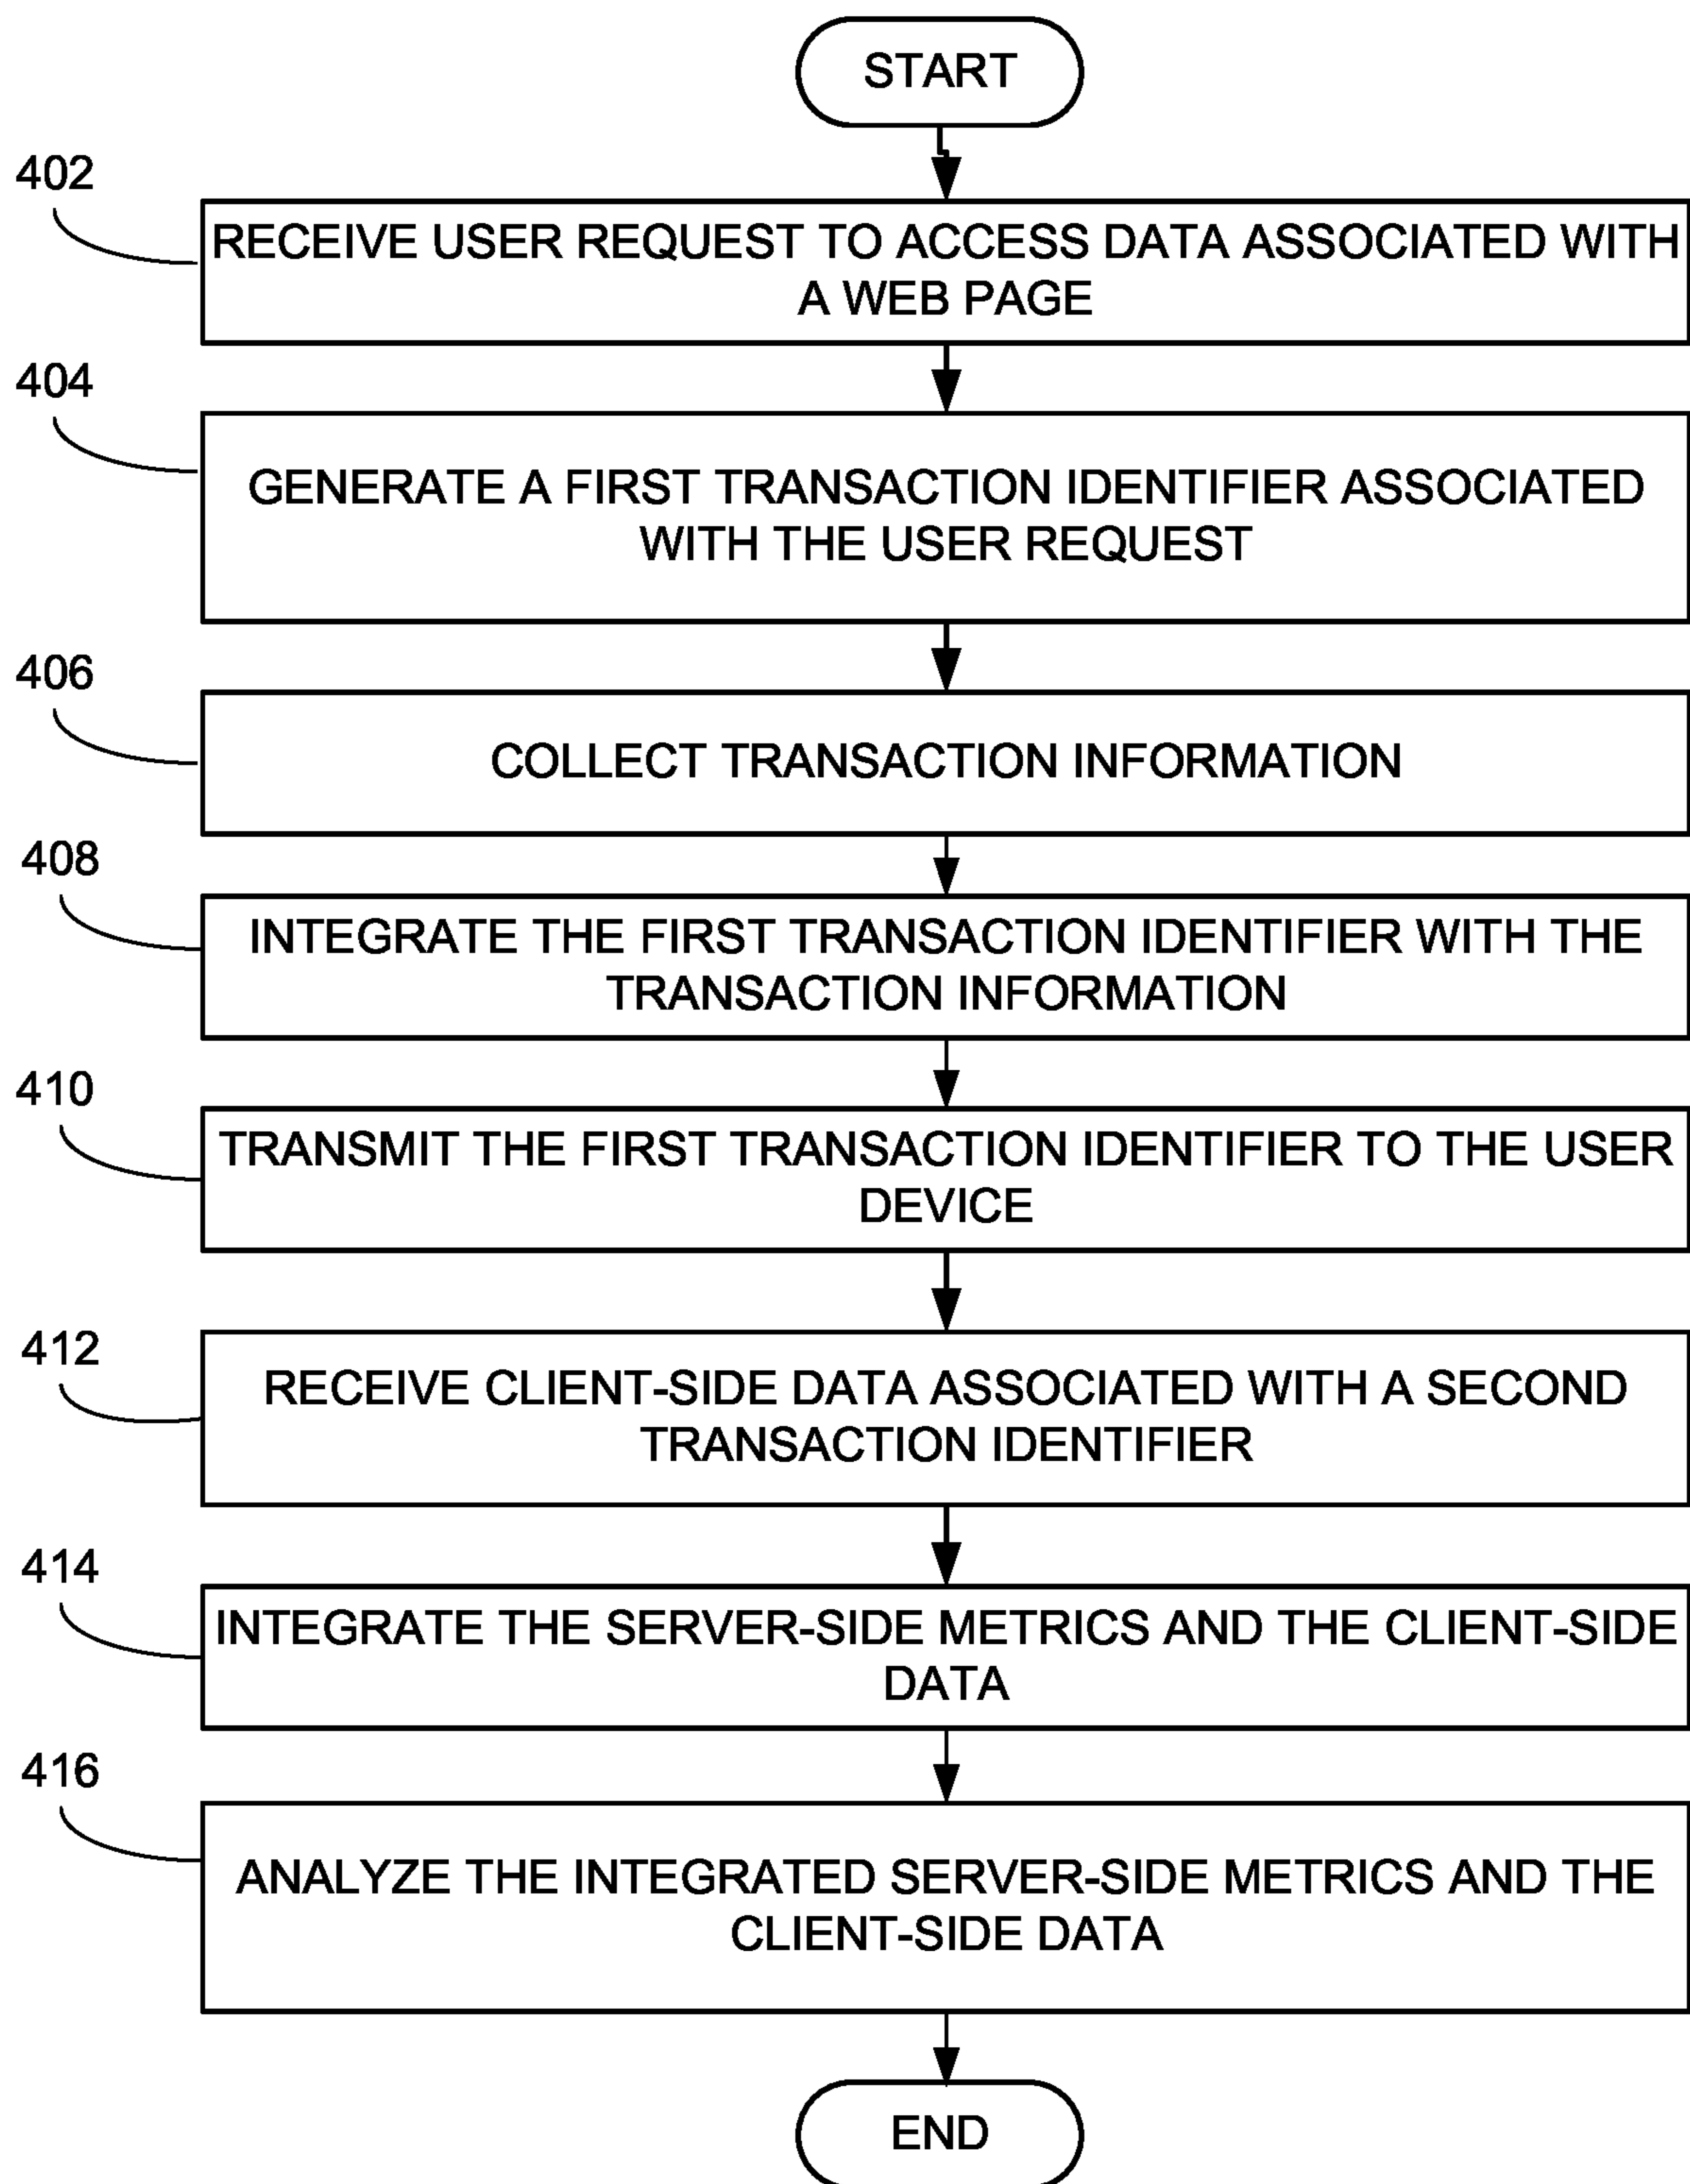 START
402
RECEIVE USER REQUEST TO ACCESS DATA ASSOCIATED WITH
A WEB PAGE
404
GENERATE A FIRST TRANSACTION IDENTIFIER ASSOCIATED
WITH THE USER REQUEST
406
COLLECT TRANSACTION INFORMATION
408
INTEGRATE THE FIRST TRANSACTION IDENTIFIER WITH THE
TRANSACTION INFORMATION
410
TRANSMIT THE FIRST TRANSACTION IDENTIFIER TO THE USER
DEVICE
412
RECEIVE CLIENT-SIDE DATA ASSOCIATED WITH A SECOND
TRANSACTION IDENTIFIER
414
INTEGRATE THE SERVER-SIDE METRICS AND THE CLIENT-SIDE
DATA
416
ANALYZE THE INTEGRATED SERVER-SIDE METRICS AND THE
CLIENT-SIDE DATA
END